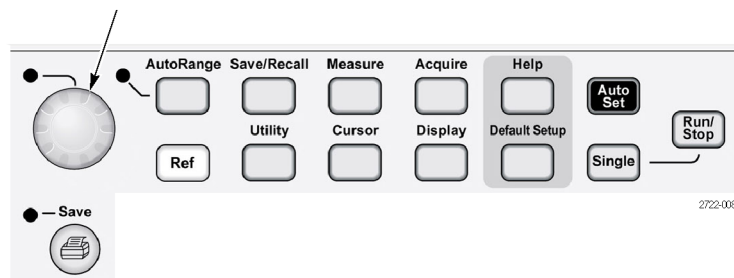 AutoRange Save/Recall Measure Acquire Help
Auto
Set
Run/
Stop
Utility Cursor Display Default Setup
Ref
Single
Save
2722-008